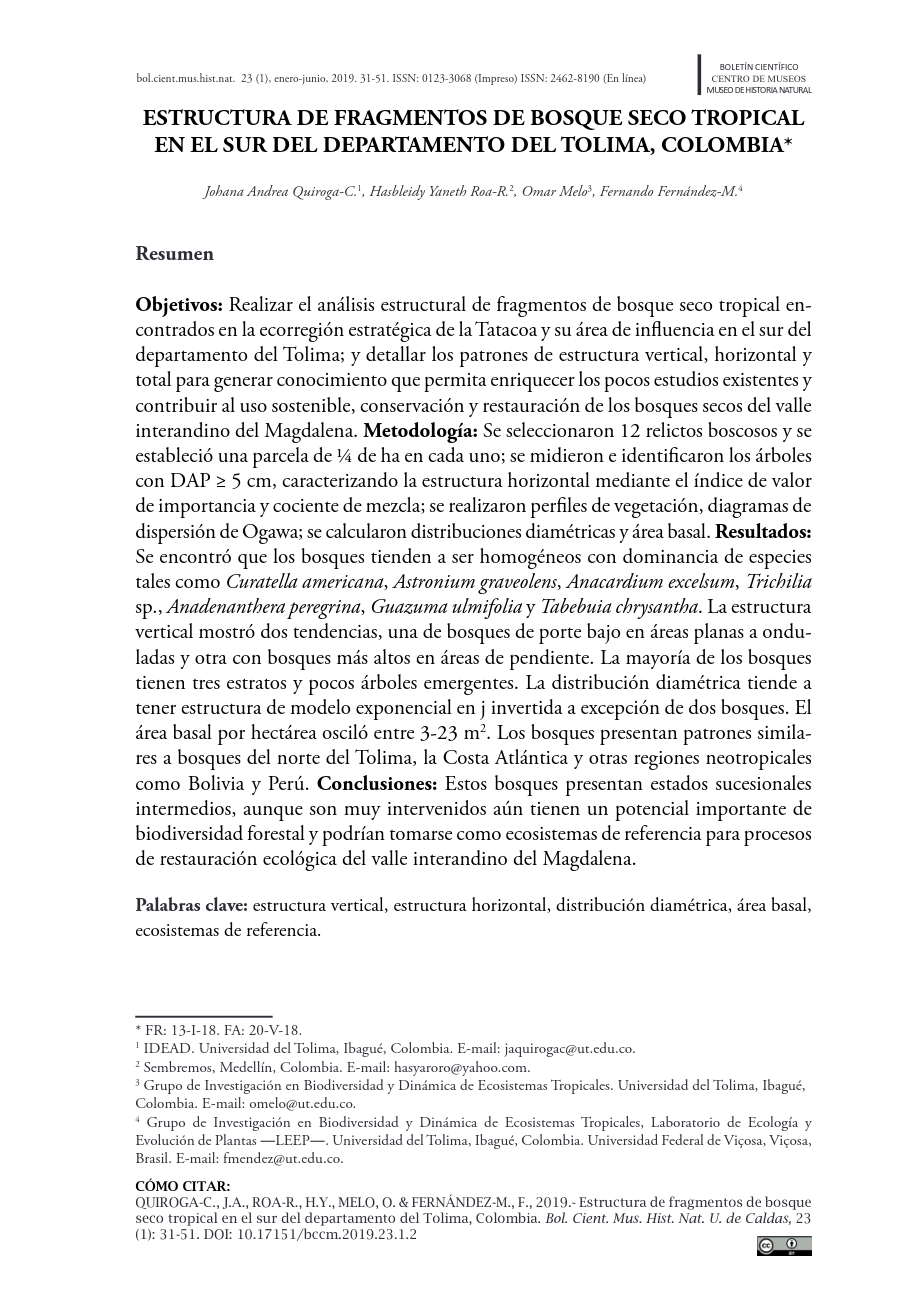 bol.cient.mus.hist.nat. 23 (1), enero-junio, 2019. 31-51. ISSN: 0123-3068 (Impreso) ISSN: 2462-8190 (En línea)
BOLETÍN CIENTÍFICO
CENTRO DE MUSEOS
MUSEO DE HISTORIA NATURAL
ESTRUCTURA DE FRAGMENTOS DE BOSQUE SECO TROPICAL
EN EL SUR DEL DEPARTAMENTO DEL TOLIMA, COLOMBIA*
Johana Andrea Quiroga-C.¹, Hasbleidy Yaneth Roa-R.², Omar Melo³, Fernando Fernández-M.⁴
Resumen
Objetivos: Realizar el análisis estructural de fragmentos de bosque seco tropical en-
contrados en la ecorregión estratégica de la Tatacoa y su área de influencia en el sur del
departamento del Tolima; y detallar los patrones de estructura vertical, horizontal y
total para generar conocimiento que permita enriquecer los pocos estudios existentes y
contribuir al uso sostenible, conservación y restauración de los bosques secos del valle
interandino del Magdalena. Metodología: Se seleccionaron 12 relictos boscosos y se
estableció una parcela de ¼ de ha en cada uno; se midieron e identificaron los árboles
con DAP ≥ 5 cm, caracterizando la estructura horizontal mediante el índice de valor
de importancia y cociente de mezcla; se realizaron perfiles de vegetación, diagramas de
dispersión de Ogawa; se calcularon distribuciones diamétricas y área basal. Resultados:
Se encontró que los bosques tienden a ser homogéneos con dominancia de especies
tales como Curatella americana, Astronium graveolens, Anacardium excelsum, Trichilia
sp., Anadenanthera peregrina, Guazuma ulmifolia y Tabebuia chrysantha. La estructura
vertical mostró dos tendencias, una de bosques de porte bajo en áreas planas a ondu-
ladas y otra con bosques más altos en áreas de pendiente. La mayoría de los bosques
tienen tres estratos y pocos árboles emergentes. La distribución diamétrica tiende a
tener estructura de modelo exponencial en j invertida a excepción de dos bosques. El
área basal por hectárea osciló entre 3-23 m². Los bosques presentan patrones simila-
res a bosques del norte del Tolima, la Costa Atlántica y otras regiones neotropicales
como Bolivia y Perú. Conclusiones: Estos bosques presentan estados sucesionales
intermedios, aunque son muy intervenidos aún tienen un potencial importante de
biodiversidad forestal y podrían tomarse como ecosistemas de referencia para procesos
de restauración ecológica del valle interandino del Magdalena.
Palabras clave: estructura vertical, estructura horizontal, distribución diamétrica, área basal,
ecosistemas de referencia.
* FR: 13-I-18. FA: 20-V-18.
¹ IDEAD. Universidad del Tolima, Ibagué, Colombia. E-mail: jaquirogac@ut.edu.co.
² Sembremos, Medellín, Colombia. E-mail: hasyaroro@yahoo.com.
³ Grupo de Investigación en Biodiversidad y Dinámica de Ecosistemas Tropicales. Universidad del Tolima, Ibagué,
Colombia. E-mail: omelo@ut.edu.co.
⁴ Grupo de Investigación en Biodiversidad y Dinámica de Ecosistemas Tropicales, Laboratorio de Ecología y
Evolución de Plantas —LEEP—. Universidad del Tolima, Ibagué, Colombia. Universidad Federal de Viçosa, Viçosa,
Brasil. E-mail: fmendez@ut.edu.co.
CÓMO CITAR:
QUIROGA-C., J.A., ROA-R., H.Y., MELO, O. & FERNÁNDEZ-M., F., 2019.- Estructura de fragmentos de bosque
seco tropical en el sur del departamento del Tolima, Colombia. Bol. Cient. Mus. Hist. Nat. U. de Caldas, 23
(1): 31-51. DOI: 10.17151/bccm.2019.23.1.2
cc
BY